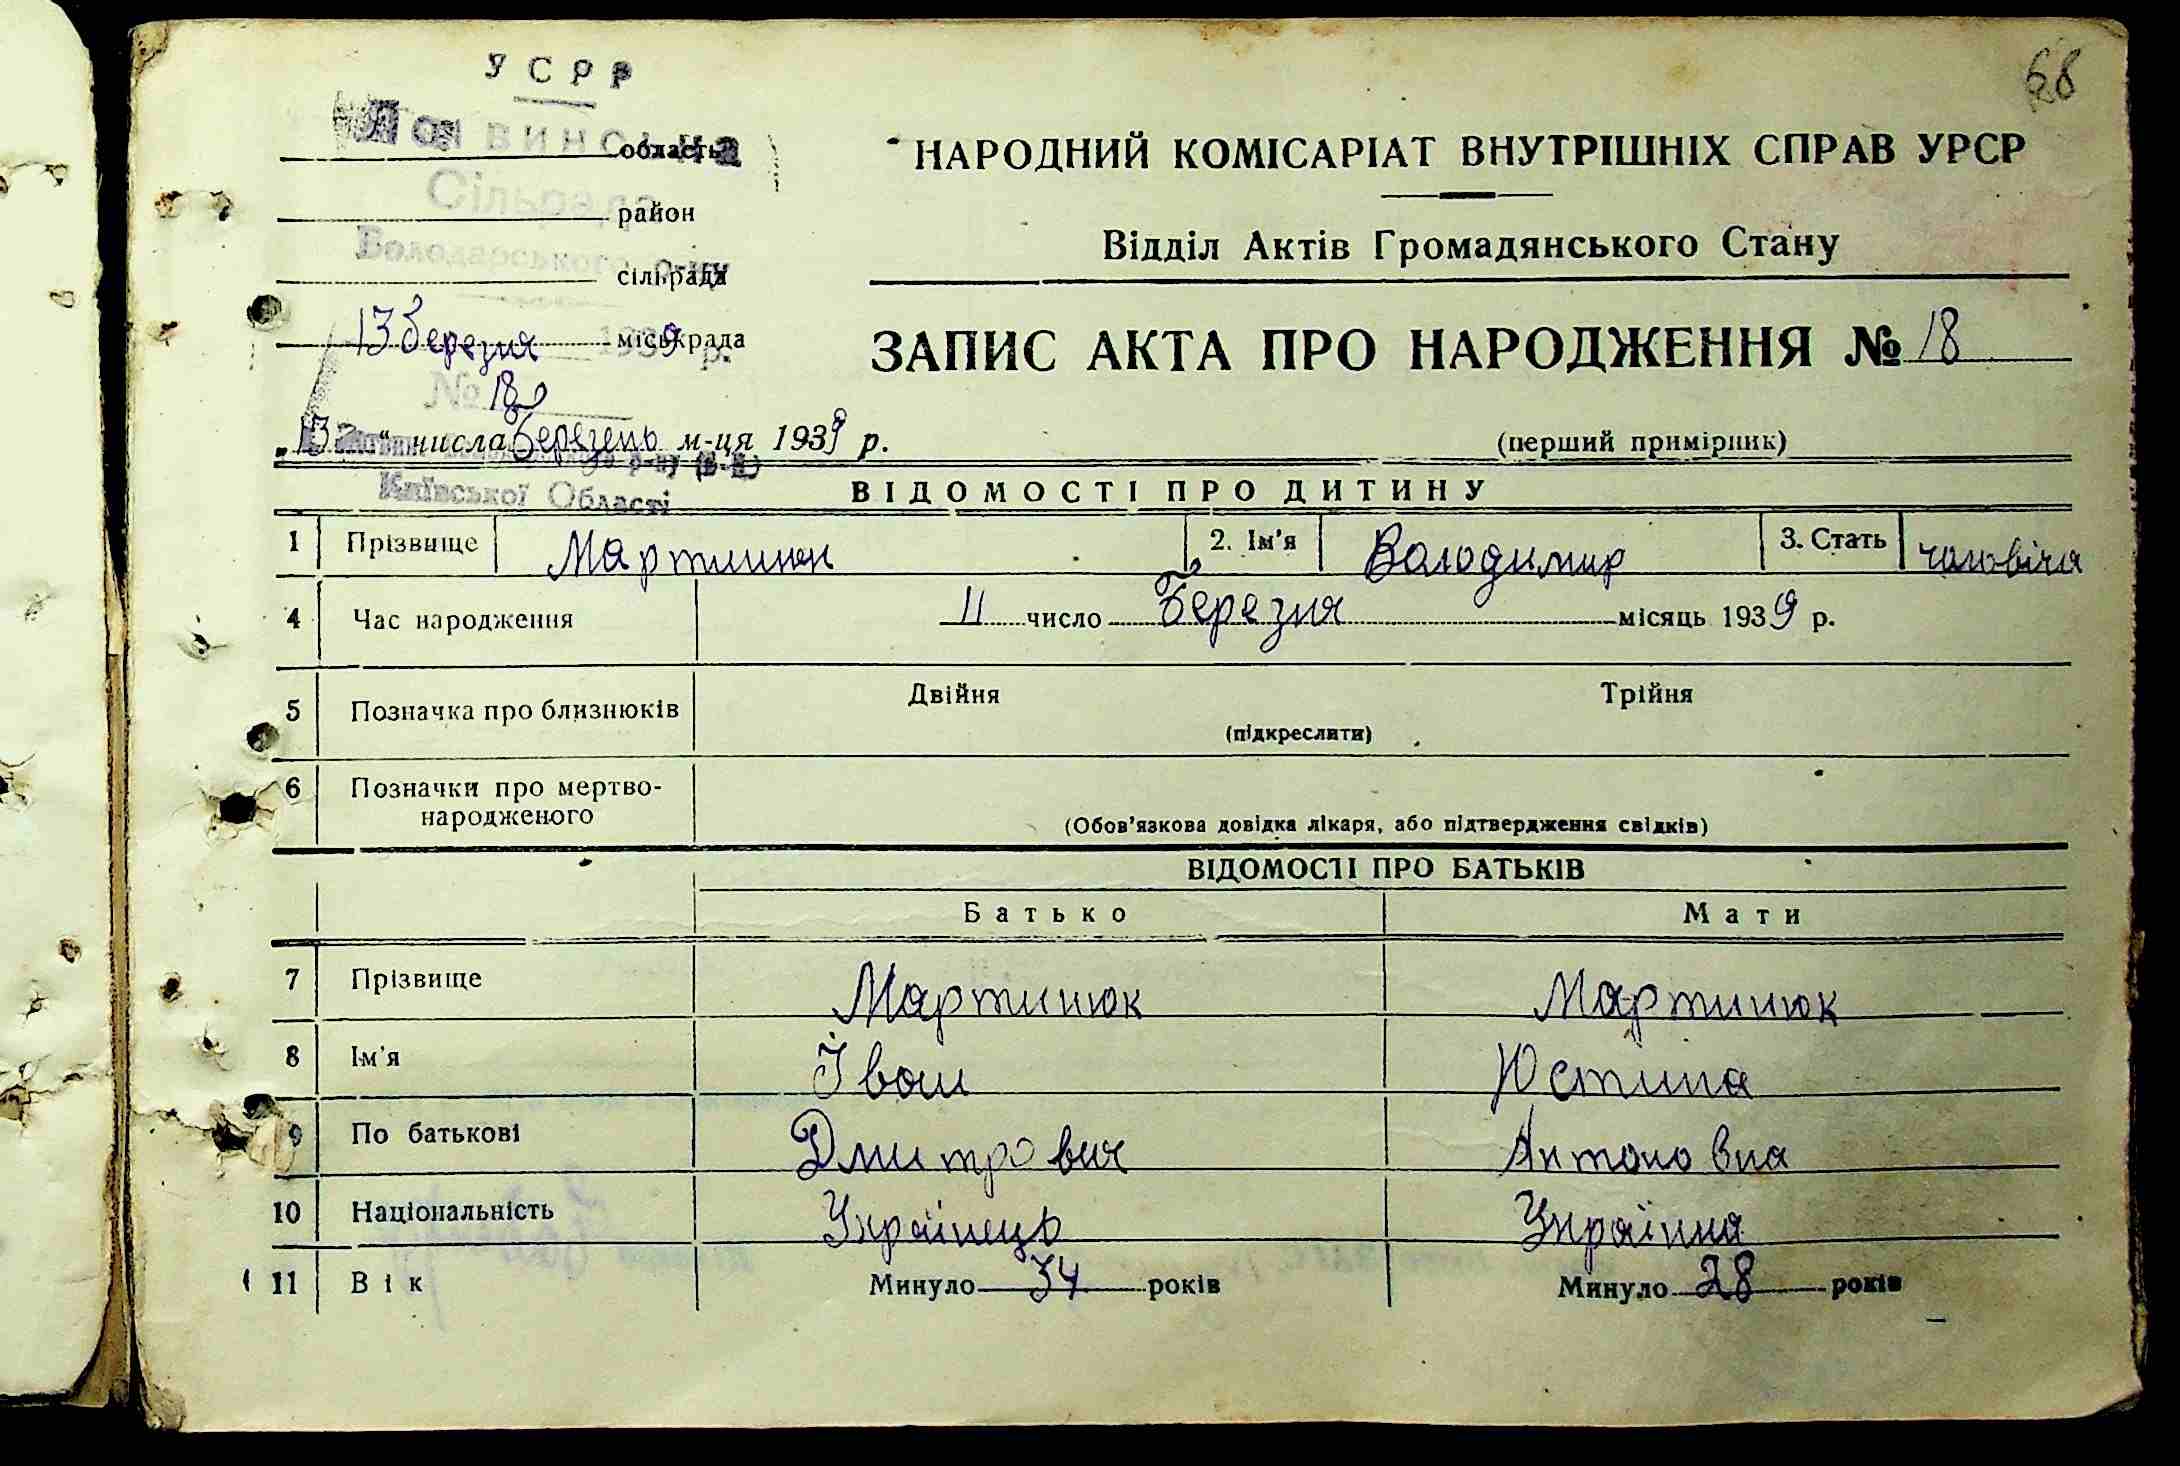 68
УСРР
область
Сільрада
район
Володарського р-ну
сільрада
13 березня 1939 р.
міськрада
№ 18
НАРОДНИЙ КОМІСАРІАТ ВНУТРІШНІХ СПРАВ УРСР
Відділ Актів Громадянського Стану
ЗАПИС АКТА ПРО НАРОДЖЕННЯ № 18
„13“ числа Березень м-ця 1939 р.
(перший примірник)
Київської Області
ВІДОМОСТІ ПРО ДИТИНУ
1 Прізвище Мартинюк 2. Ім'я Володимир 3. Стать чоловіча
4 Час народження 11 число Березня місяць 1939 р.
5 Позначка про близнюків Двійня Трійня
(підкреслити)
6 Позначки про мертво-
народженого
(Обов'язкова довідка лікаря, або підтвердження свідків)
ВІДОМОСТІ ПРО БАТЬКІВ
Батько Мати
7 Прізвище Мартинюк Мартинюк
8 Ім'я Іван Юстина
9 По батькові Дмитрович Антоновна
10 Національність Українець Українка
11 Вік Минуло 34 років Минуло 28 років